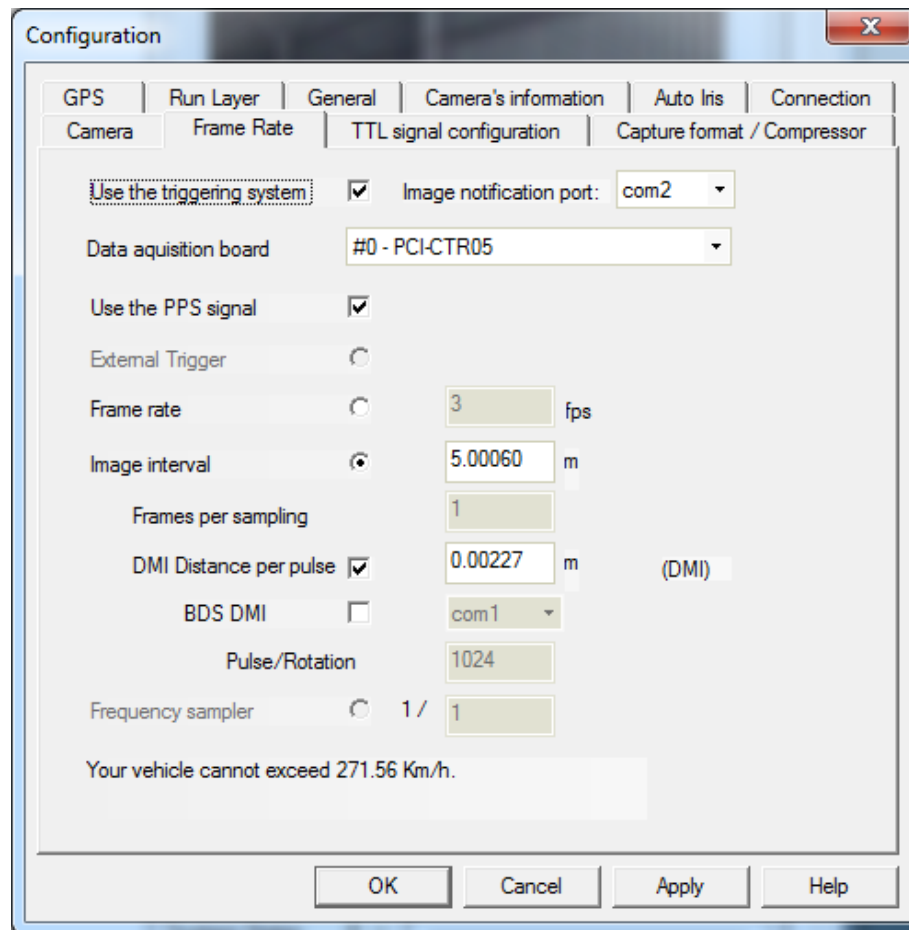 Configuration
x
GPS Run Layer General Camera's information Auto Iris Connection
Camera Frame Rate TTL signal configuration Capture format / Compressor
Use the triggering system Image notification port: com2
Data aquisition board #0 - PCI-CTR05
Use the PPS signal
External Trigger
Frame rate 3 fps
Image interval 5.00060 m
Frames per sampling 1
DMI Distance per pulse 0.00227 m (DMI)
BDS DMI com1
Pulse/Rotation 1024
Frequency sampler 1 / 1
Your vehicle cannot exceed 271.56 Km/h.
OK Cancel Apply Help